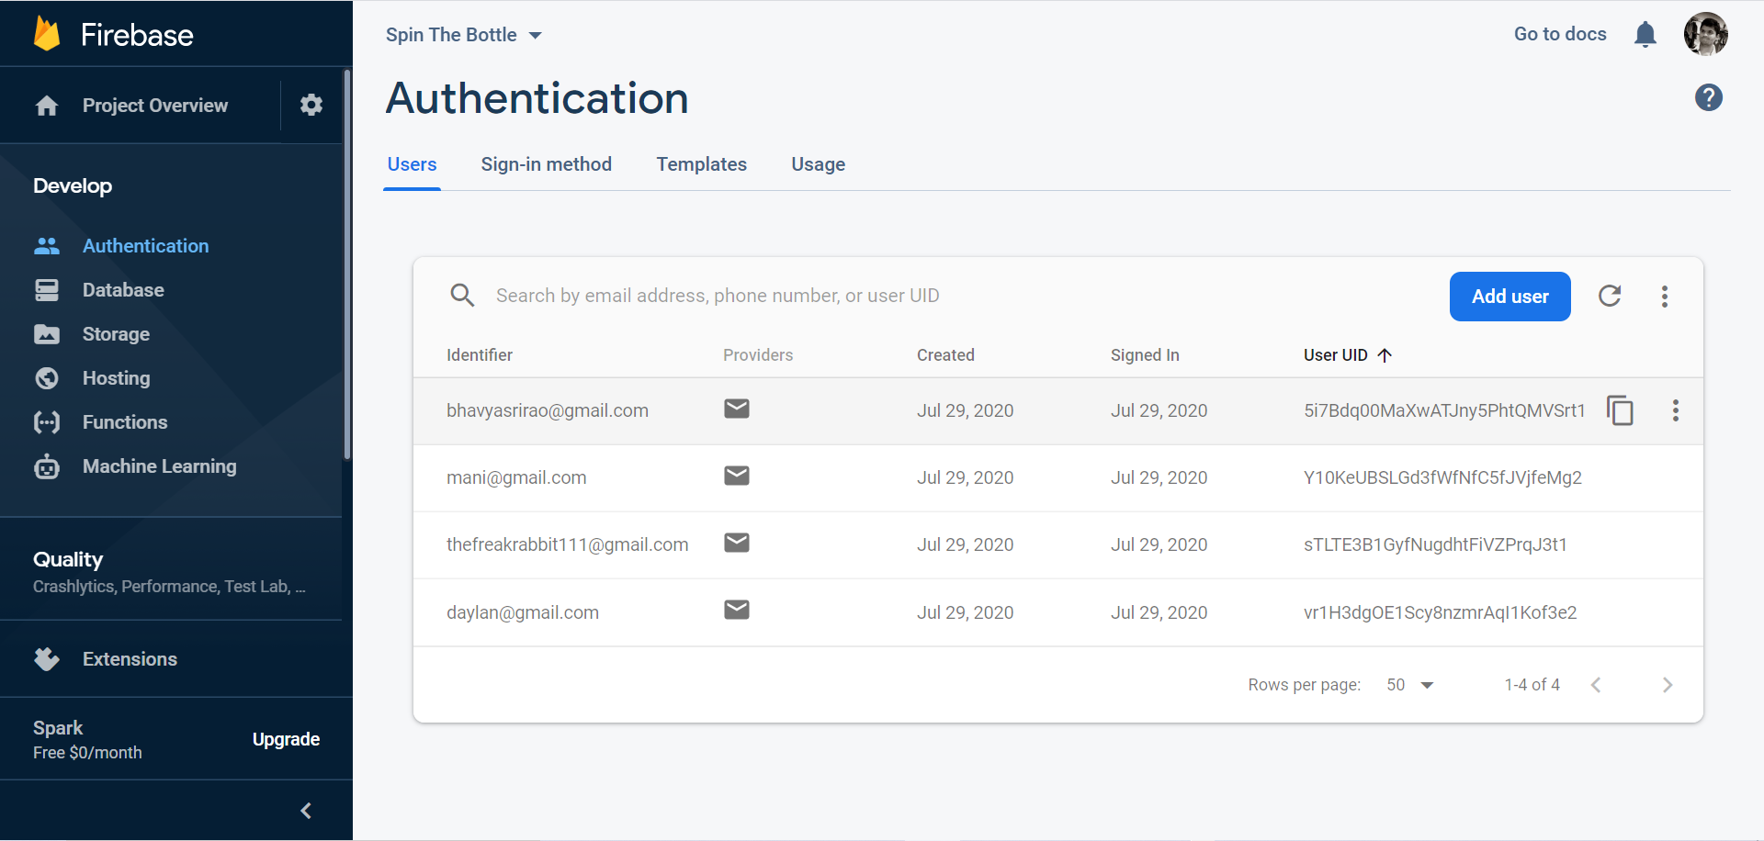 Firebase
Project Overview
Develop
Authentication
Database
Storage
Hosting
Functions
Machine Learning
Quality
Crashlytics, Performance, Test Lab, ...
Extensions
Spark
Free $0/month
Upgrade
Spin The Bottle
Go to docs
Authentication
Users Sign-in method Templates Usage
Search by email address, phone number, or user UID
Add user
Identifier Providers Created Signed In User UID
bhavyasrirao@gmail.com Jul 29, 2020 Jul 29, 2020 5i7Bdq00MaXwATJny5PhtQMVSrt1
mani@gmail.com Jul 29, 2020 Jul 29, 2020 Y10KeUBSLGd3fWfNfC5fJVjfeMg2
thefreakrabbit111@gmail.com Jul 29, 2020 Jul 29, 2020 sTLTE3B1GyfNugdhtFiVZPrqJ3t1
daylan@gmail.com Jul 29, 2020 Jul 29, 2020 vr1H3dgOE1Scy8nzmrAqI1Kof3e2
Rows per page: 50 1-4 of 4